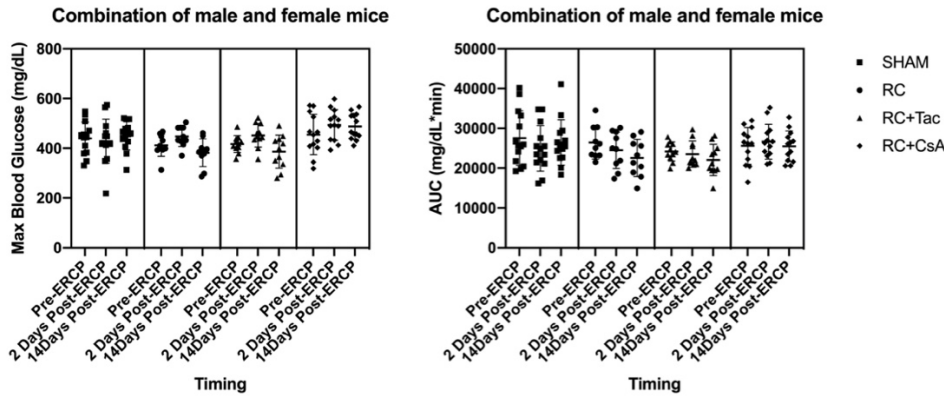 Combination of male and female mice
Max Blood Glucose (mg/dL)
800
600
400
200
0
Pre-ERCP
2 Days Post-ERCP
14Days Post-ERCP
Pre-ERCP
2 Days Post-ERCP
14Days Post-ERCP
Pre-ERCP
2 Days Post-ERCP
14Days Post-ERCP
Pre-ERCP
2 Days Post-ERCP
14Days Post-ERCP
Timing
Combination of male and female mice
AUC (mg/dL*min)
50000
40000
30000
20000
10000
0
Pre-ERCP
2 Days Post-ERCP
14Days Post-ERCP
Pre-ERCP
2 Days Post-ERCP
14Days Post-ERCP
Pre-ERCP
2 Days Post-ERCP
14Days Post-ERCP
Pre-ERCP
2 Days Post-ERCP
14Days Post-ERCP
Timing
SHAM
RC
RC+Tac
RC+CsA